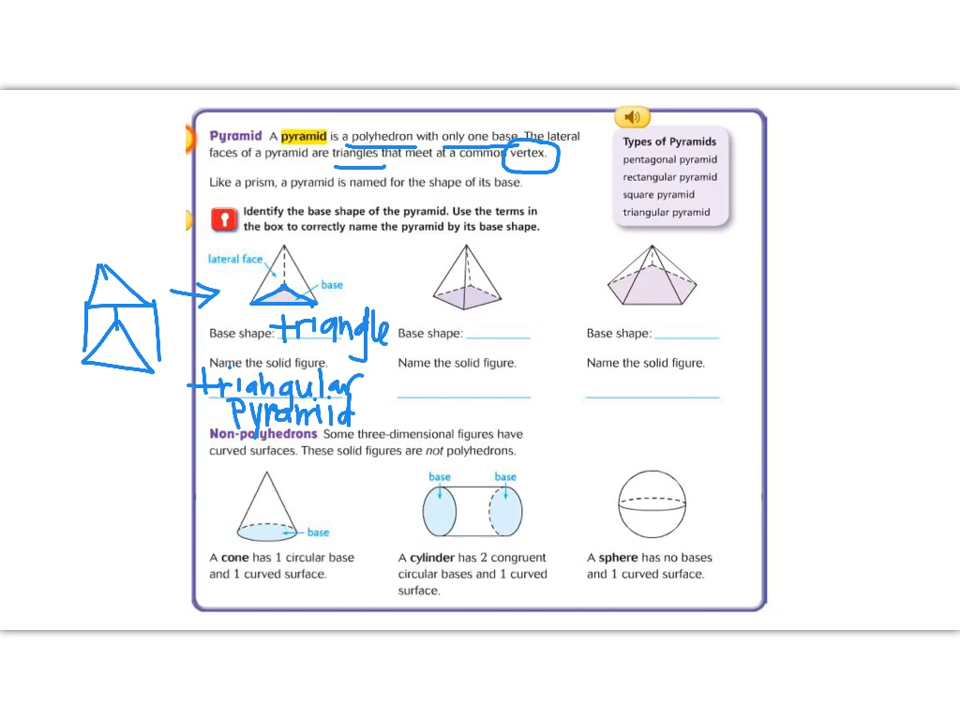 Pyramid A pyramid is a polyhedron with only one base. The lateral
faces of a pyramid are triangles that meet at a common vertex.
Like a prism, a pyramid is named for the shape of its base.
Types of Pyramids
pentagonal pyramid
rectangular pyramid
square pyramid
triangular pyramid
Identify the base shape of the pyramid. Use the terms in
the box to correctly name the pyramid by its base shape.
lateral face
base
Base shape: triangle
Name the solid figure.
triangular
Pyramid
Base shape:
Name the solid figure.
Base shape:
Name the solid figure.
Non-polyhedrons Some three-dimensional figures have
curved surfaces. These solid figures are not polyhedrons.
base
A cone has 1 circular base
and 1 curved surface.
base base
A cylinder has 2 congruent
circular bases and 1 curved
surface.
A sphere has no bases
and 1 curved surface.